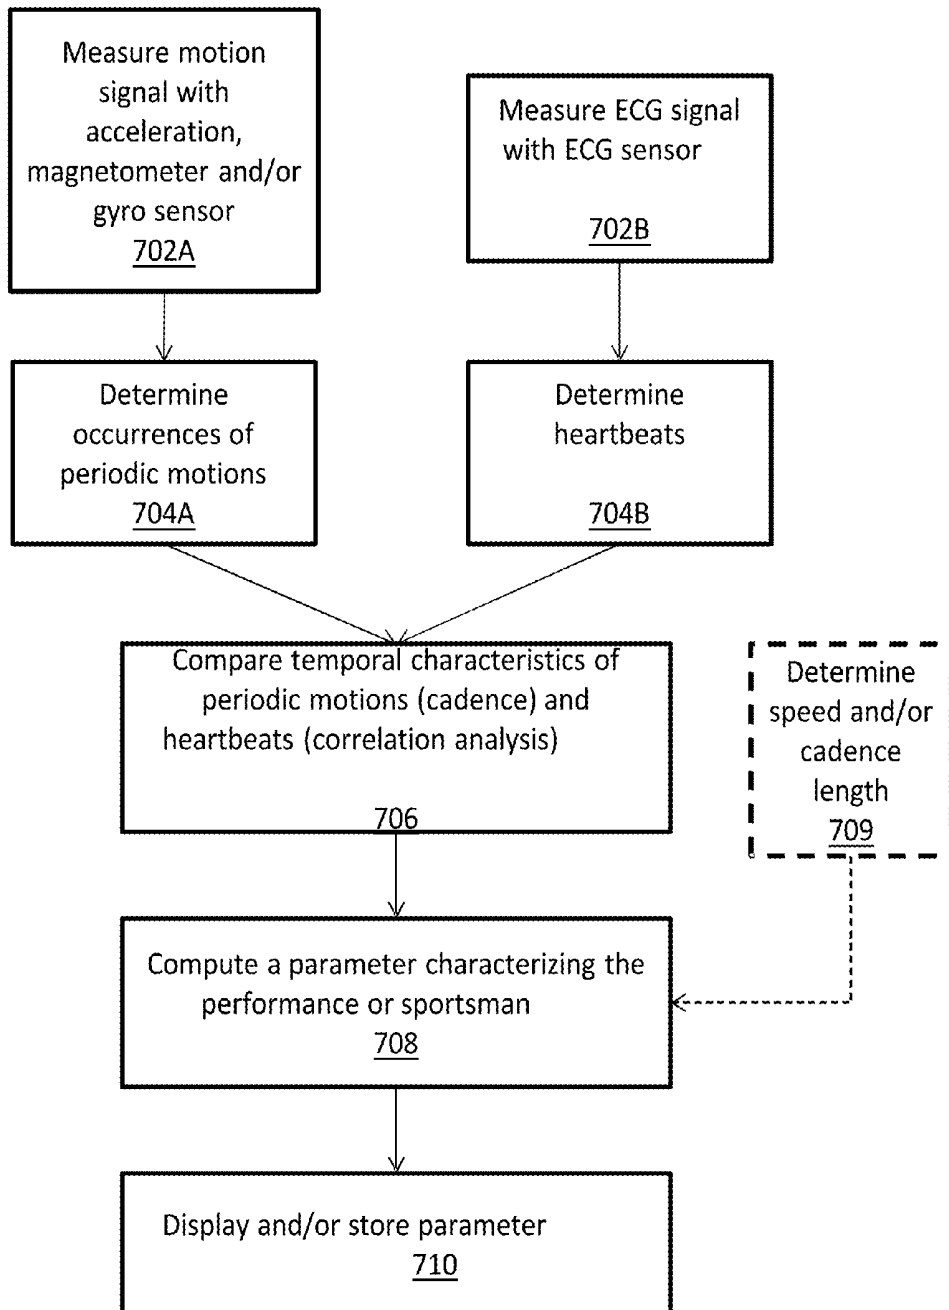 Measure motion
signal with
acceleration,
magnetometer and/or
gyro sensor
702A
Measure ECG signal
with ECG sensor
702B
Determine
occurrences of
periodic motions
704A
Determine
heartbeats
704B
Compare temporal characteristics of
periodic motions (cadence) and
heartbeats (correlation analysis)
706
Determine
speed and/or
cadence
length
709
Compute a parameter characterizing the
performance or sportsman
708
Display and/or store parameter
710